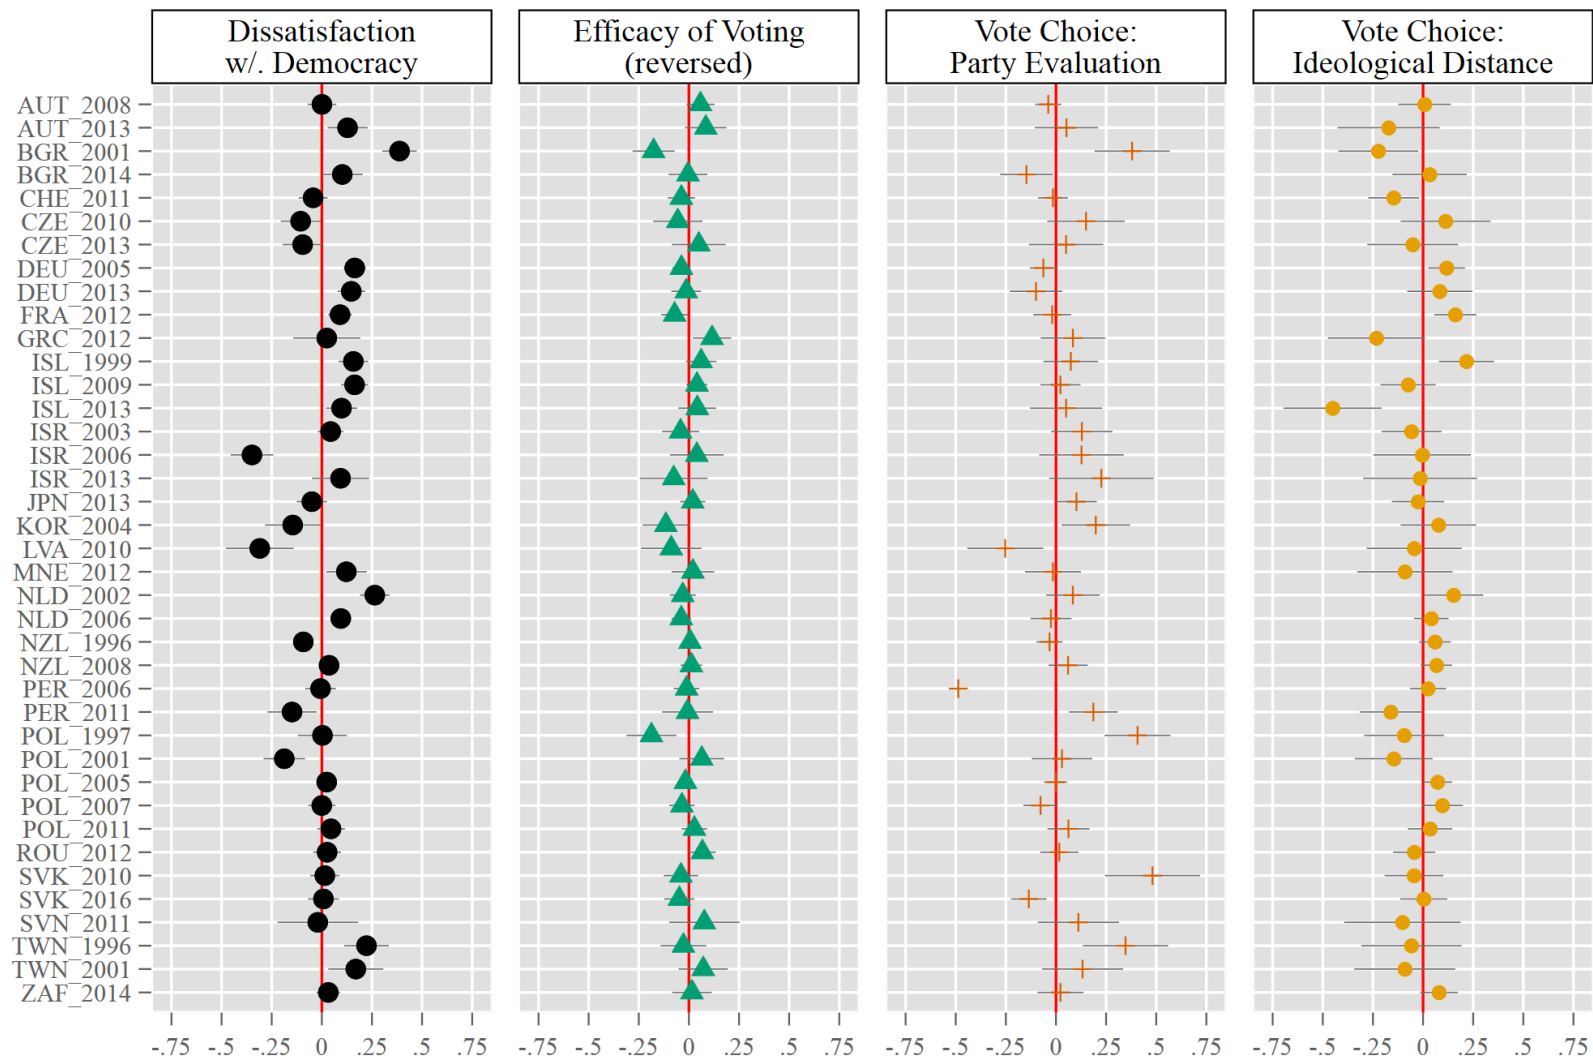 Dissatisfaction
w/. Democracy
Efficacy of Voting
(reversed)
Vote Choice:
Party Evaluation
Vote Choice:
Ideological Distance
AUT_2008
AUT_2013
BGR_2001
BGR_2014
CHE_2011
CZE_2010
CZE_2013
DEU_2005
DEU_2013
FRA_2012
GRC_2012
ISL_1999
ISL_2009
ISL_2013
ISR_2003
ISR_2006
ISR_2013
JPN_2013
KOR_2004
LVA_2010
MNE_2012
NLD_2002
NLD_2006
NZL_1996
NZL_2008
PER_2006
PER_2011
POL_1997
POL_2001
POL_2005
POL_2007
POL_2011
ROU_2012
SVK_2010
SVK_2016
SVN_2011
TWN_1996
TWN_2001
ZAF_2014
-.75 -.5 -.25 0 .25 .5 .75
-.75 -.5 -.25 0 .25 .5 .75
-.75 -.5 -.25 0 .25 .5 .75
-.75 -.5 -.25 0 .25 .5 .75